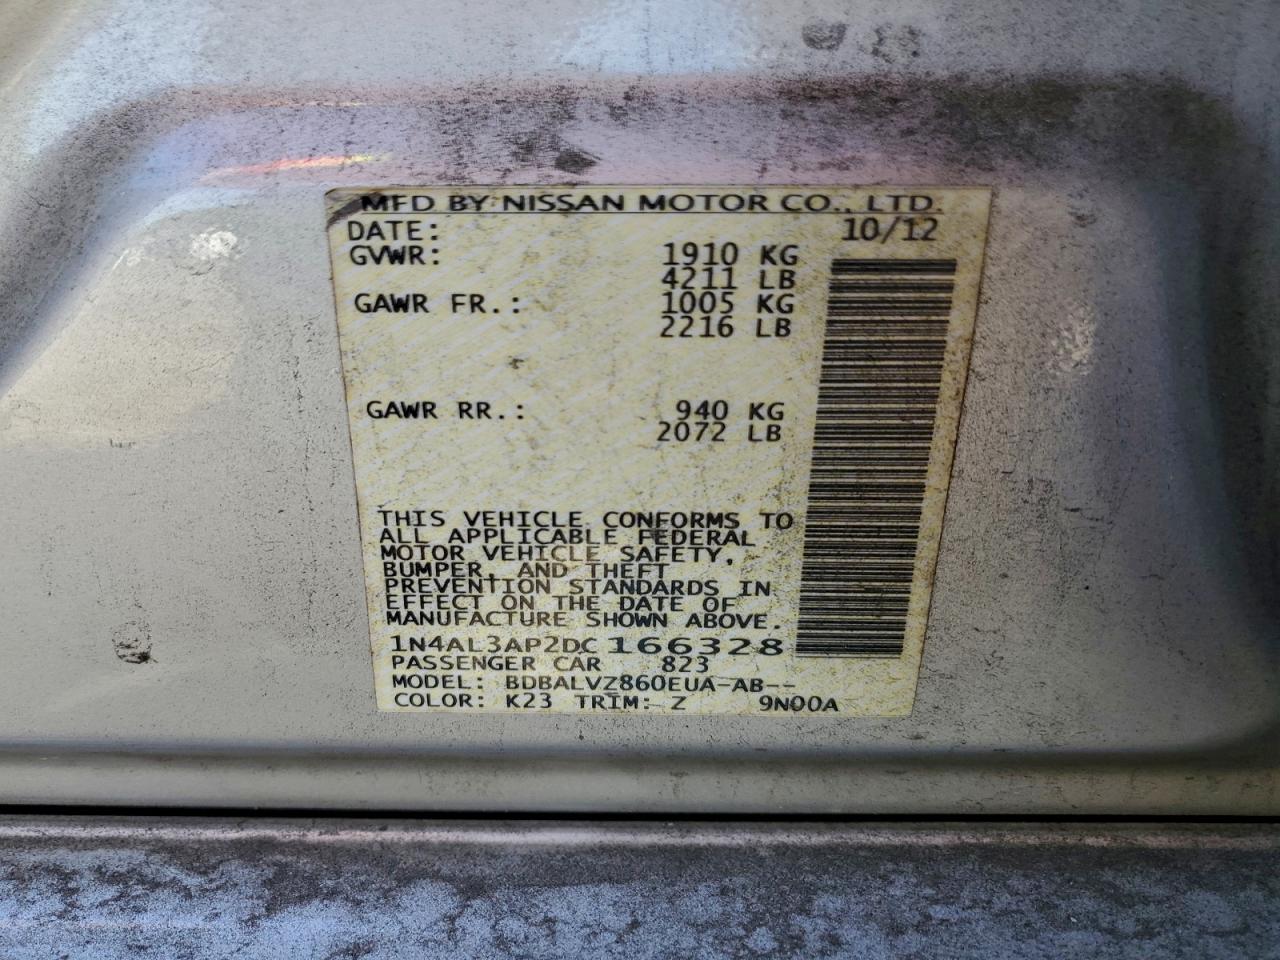 MFD BY NISSAN MOTOR CO., LTD.
DATE: 10/12
GVWR: 1910 KG
4211 LB
GAWR FR.: 1005 KG
2216 LB
GAWR RR.: 940 KG
2072 LB
THIS VEHICLE CONFORMS TO
ALL APPLICABLE FEDERAL
MOTOR VEHICLE SAFETY,
BUMPER, AND THEFT
PREVENTION STANDARDS IN
EFFECT ON THE DATE OF
MANUFACTURE SHOWN ABOVE.
1N4AL3AP2DC166328
PASSENGER CAR 823
MODEL: BDBALVZ860EUA-AB--
COLOR: K23 TRIM: Z 9N00A